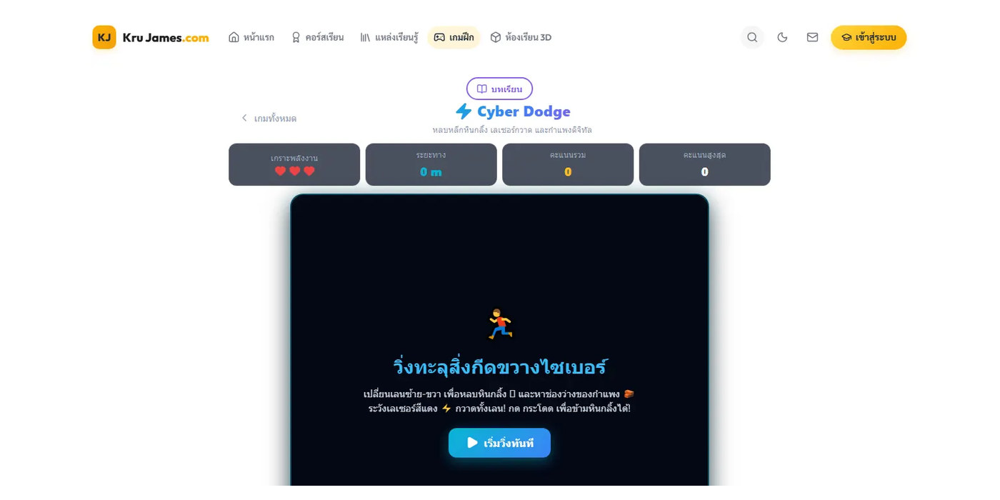 KJ Kru James.com หน้าแรก คอร์สเรียน แหล่งเรียนรู้ เกมฝึก ห้องเรียน 3D เข้าสู่ระบบ
บทเรียน
เกมทั้งหมด
Cyber Dodge
หลบหลีกหินกลิ้ง เลเซอร์กวาด และกำแพงดิจิทัล
เกราะพลังงาน
ระยะทาง
0 m
คะแนนรวม
0
คะแนนสูงสุด
0
วิ่งทะลุสิ่งกีดขวางไซเบอร์
เปลี่ยนเลนซ้าย-ขวา เพื่อหลบหินกลิ้ง และหาช่องว่างของกำแพง
ระวังเลเซอร์สีแดง ⚡ กวาดทั้งเลน! กด กระโดด เพื่อข้ามหินกลิ้งได้!
เริ่มวิ่งทันที